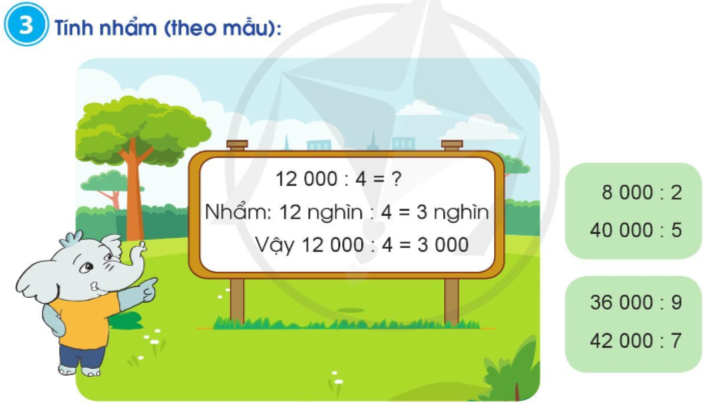 3 Tính nhẩm (theo mẫu):
12 000 : 4 = ?
Nhẩm: 12 nghìn : 4 = 3 nghìn
Vậy 12 000 : 4 = 3 000
8 000 : 2
40 000 : 5
36 000 : 9
42 000 : 7